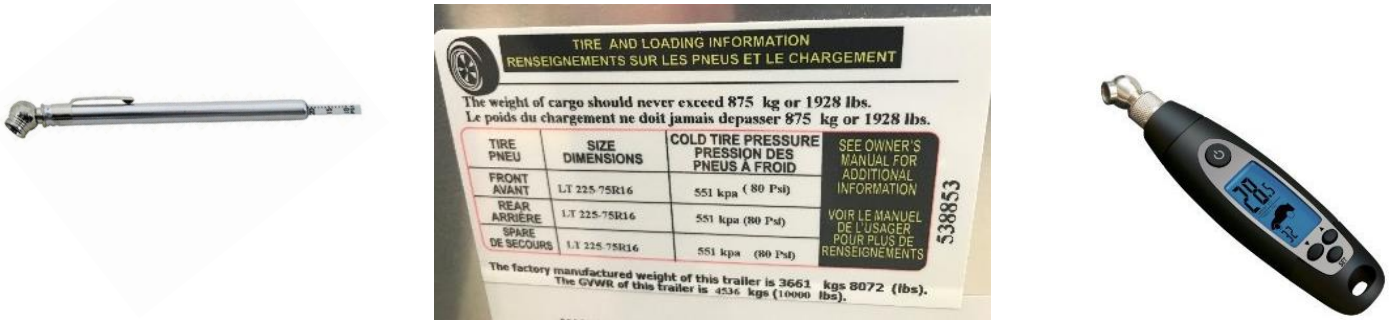 TIRE AND LOADING INFORMATION
RENSEIGNEMENTS SUR LES PNEUS ET LE CHARGEMENT
The weight of cargo should never exceed 875 kg or 1928 lbs.
Le poids du chargement ne doit jamais depasser 875 kg or 1928 lbs.
TIRE
PNEU
SIZE
DIMENSIONS
COLD TIRE PRESSURE
PRESSION DES
PNEUS À FROID
SEE OWNER'S
MANUAL FOR
ADDITIONAL
INFORMATION
VOIR LE MANUEL
DE L'USAGER
POUR PLUS DE
RENSEIGNEMENTS
FRONT
AVANT
LT 225-75R16
551 kpa (80 Psi)
REAR
ARRIÈRE
LT 225-75R16
551 kpa (80 Psi)
SPARE
DE SECOURS
LT 225-75R16
551 kpa (80 Psi)
538853
The factory manufactured weight of this trailer is 3661 kgs 8072 (lbs).
The GVWR of this trailer is 4536 kgs (10000 lbs).
28.5
32
SET